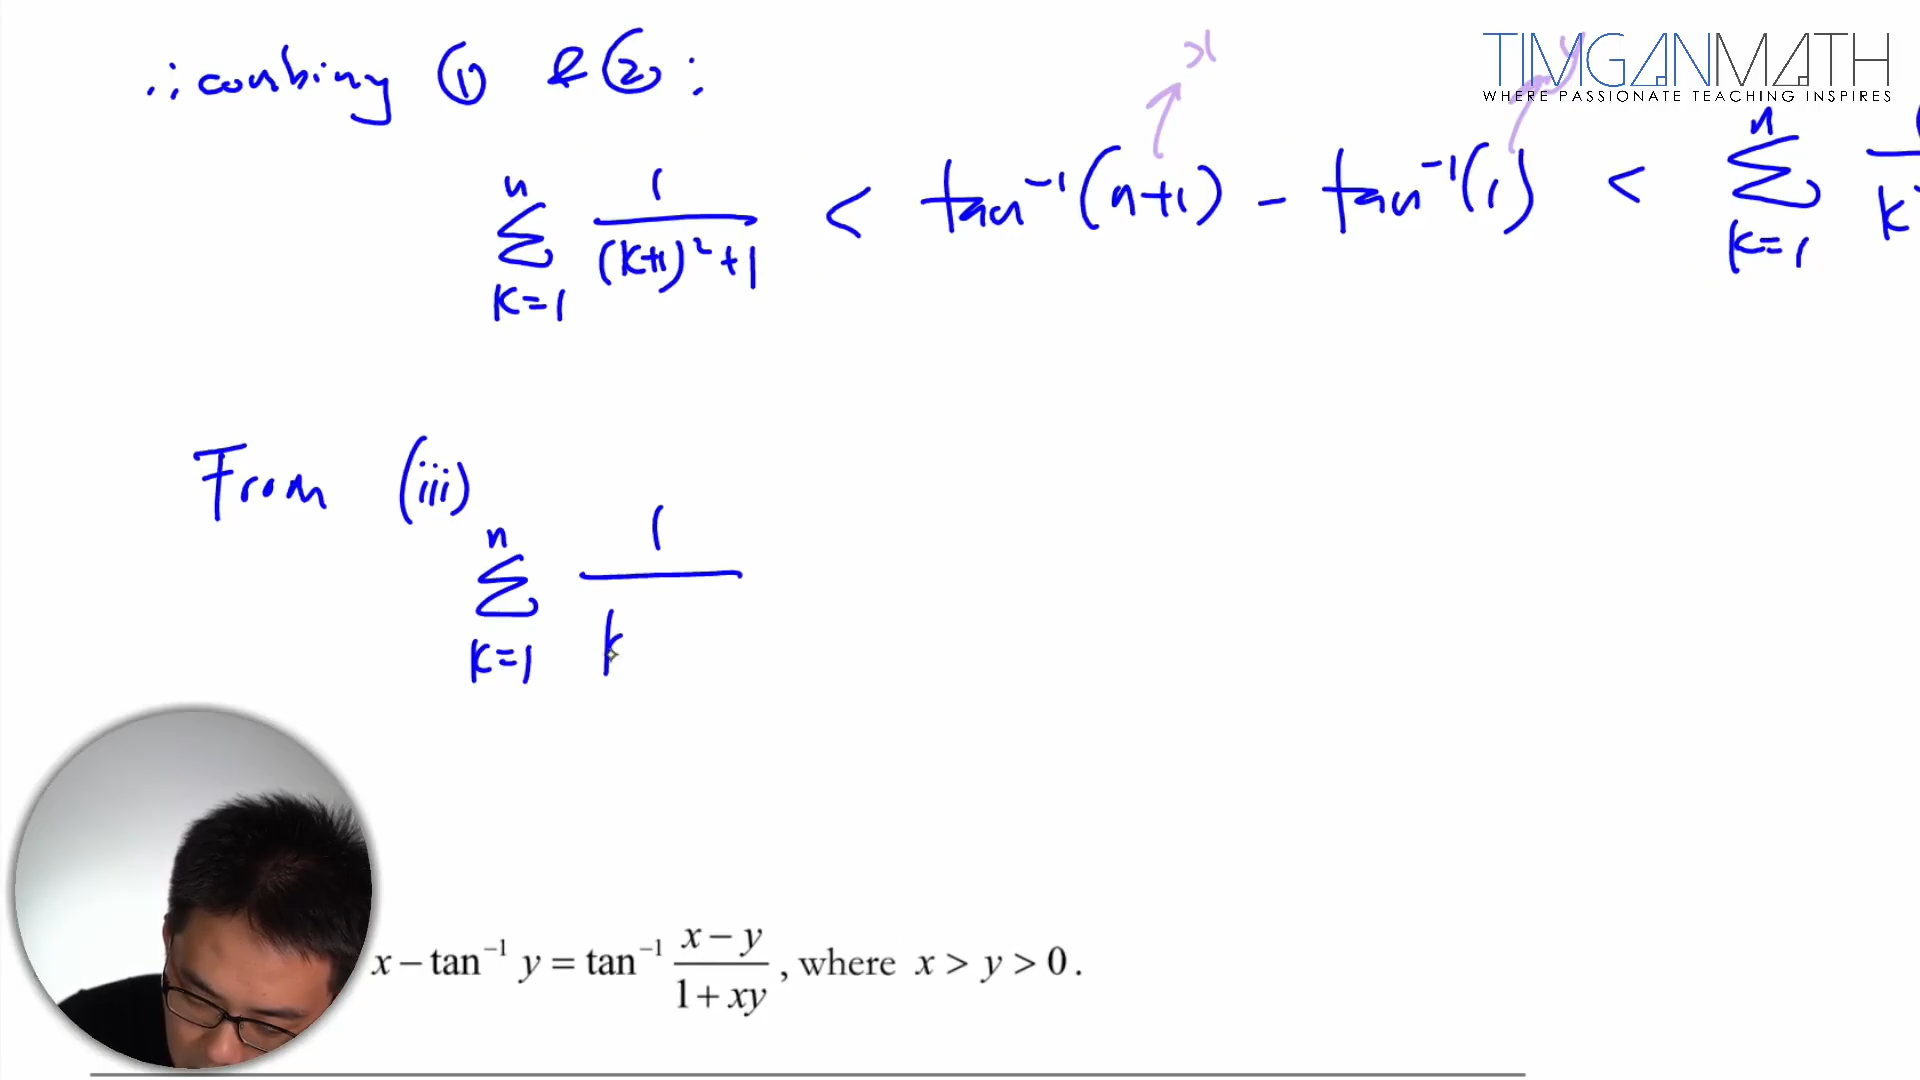 TIMGANMATH
WHERE PASSIONATE TEACHING INSPIRES
∴ combing ① & ② :
x y
n ∑ k=1 1/((k+1)²+1) < tan⁻¹(n+1) − tan⁻¹(1) < n ∑ k=1 k
From (iii)
n ∑ k=1 1/k
x − tan⁻¹ y = tan⁻¹ (x − y)/(1 + xy) , where x > y > 0 .